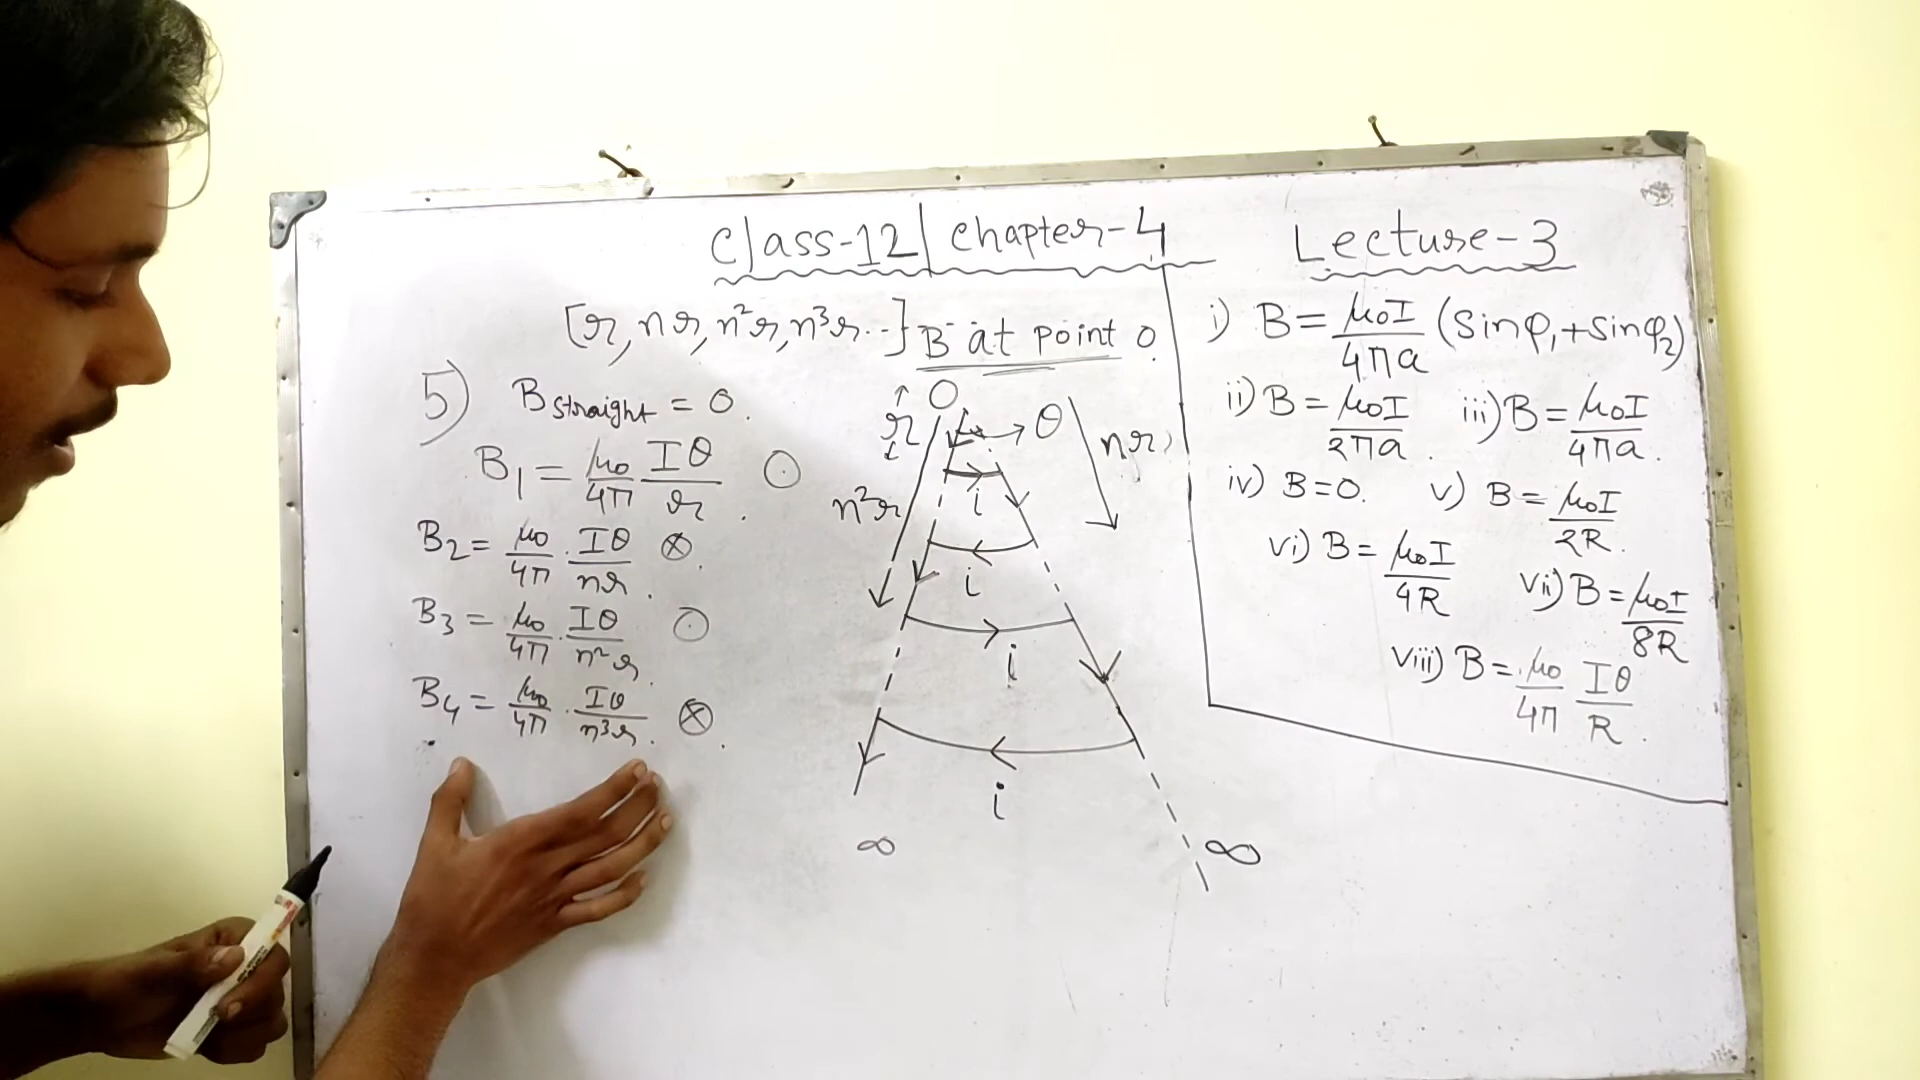 Class-12 | Chapter-4
Lecture-3
[r, nr, n²r, n³r...] B at point O.
5) B straight = 0.
B₁ = μ₀/4π Iθ/r ⊙.
B₂ = μ₀/4π . Iθ/nr. ⊗.
B₃ = μ₀/4π . Iθ/n²r. ○
B₄ = μ₀/4π . Iθ/n³r. ⊗.
O
r
θ
nr
n²r
i
i
i
i
∞
∞
i) B = μ₀I/4πa (Sinφ₁ + Sinφ₂)
ii) B = μ₀I/2πa. iii) B = μ₀I/4πa.
iv) B=0. v) B = μ₀I/2R.
vi) B = μ₀I/4R vii) B = μ₀I/8R
viii) B = μ₀/4π Iθ/R.